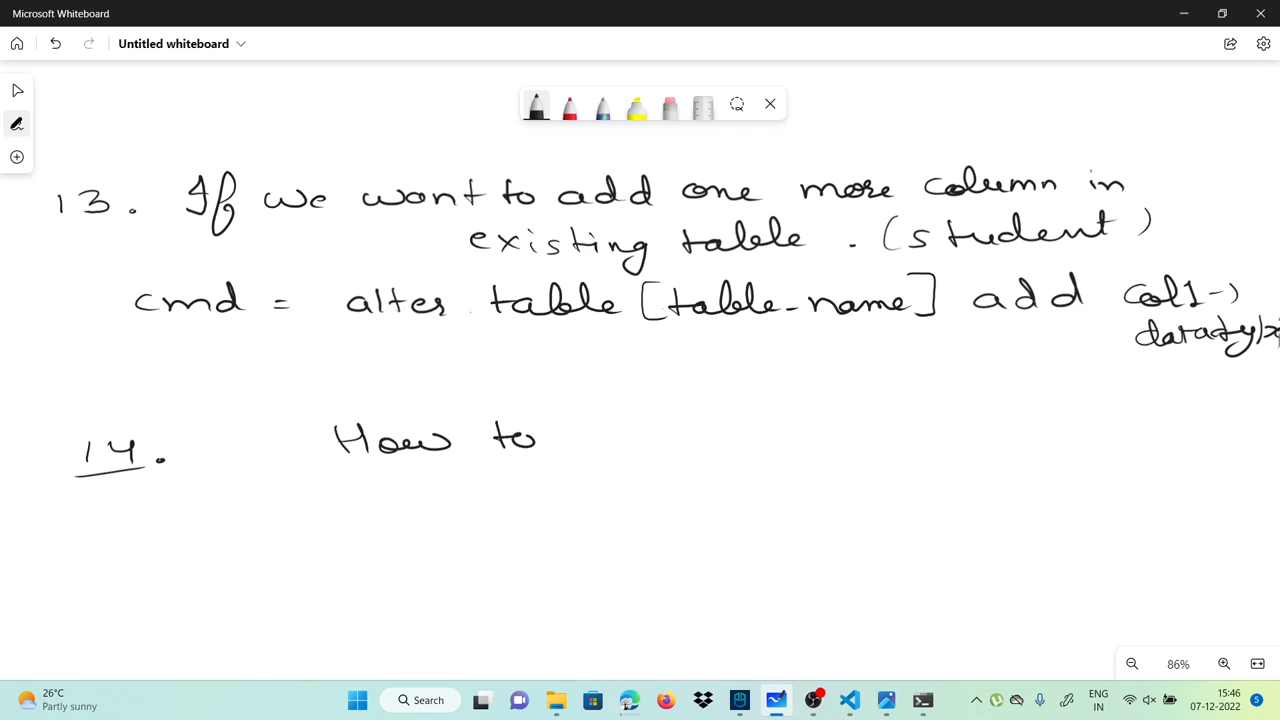 Microsoft Whiteboard
Untitled whiteboard
13. If we want to add one more column in
existing table. (student)
cmd = alter table [table-name] add col1->
14. How to
86%
26°C
Partly sunny
Search
ENG
IN
15:46
07-12-2022
5